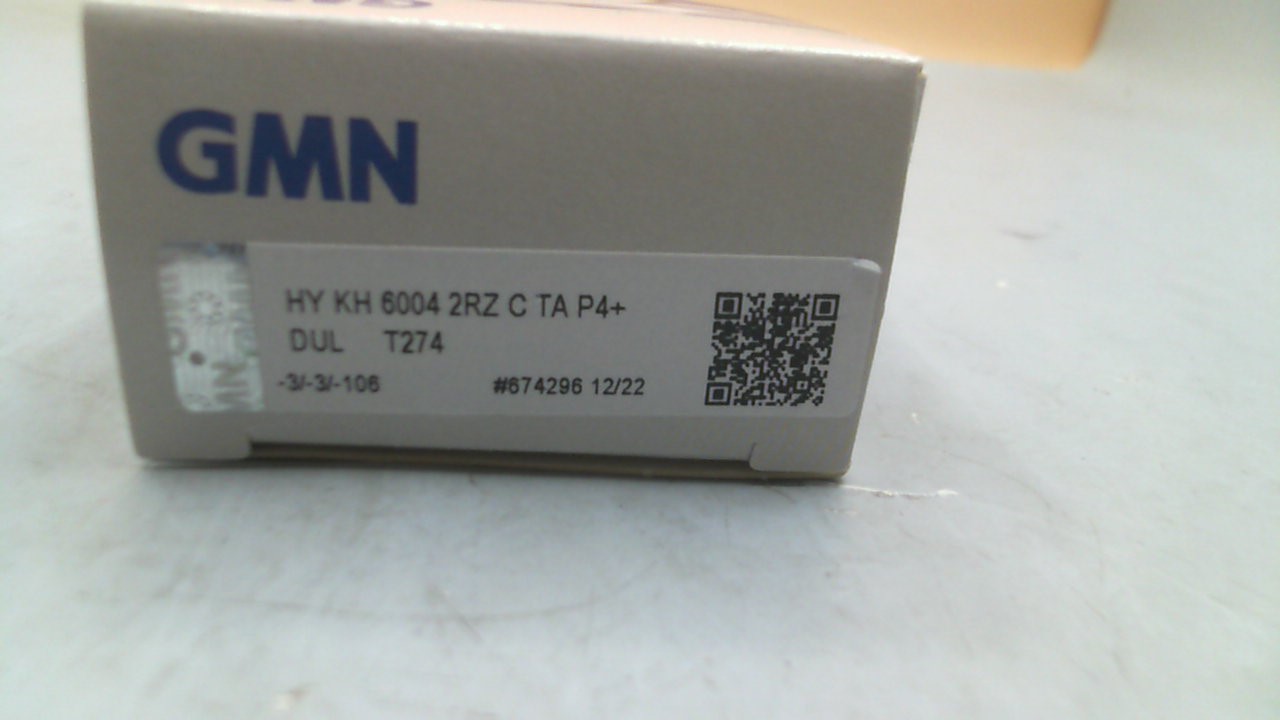 GMN
HY KH 6004 2RZ C TA P4+
DUL T274
-3/-3/-106 #674296 12/22